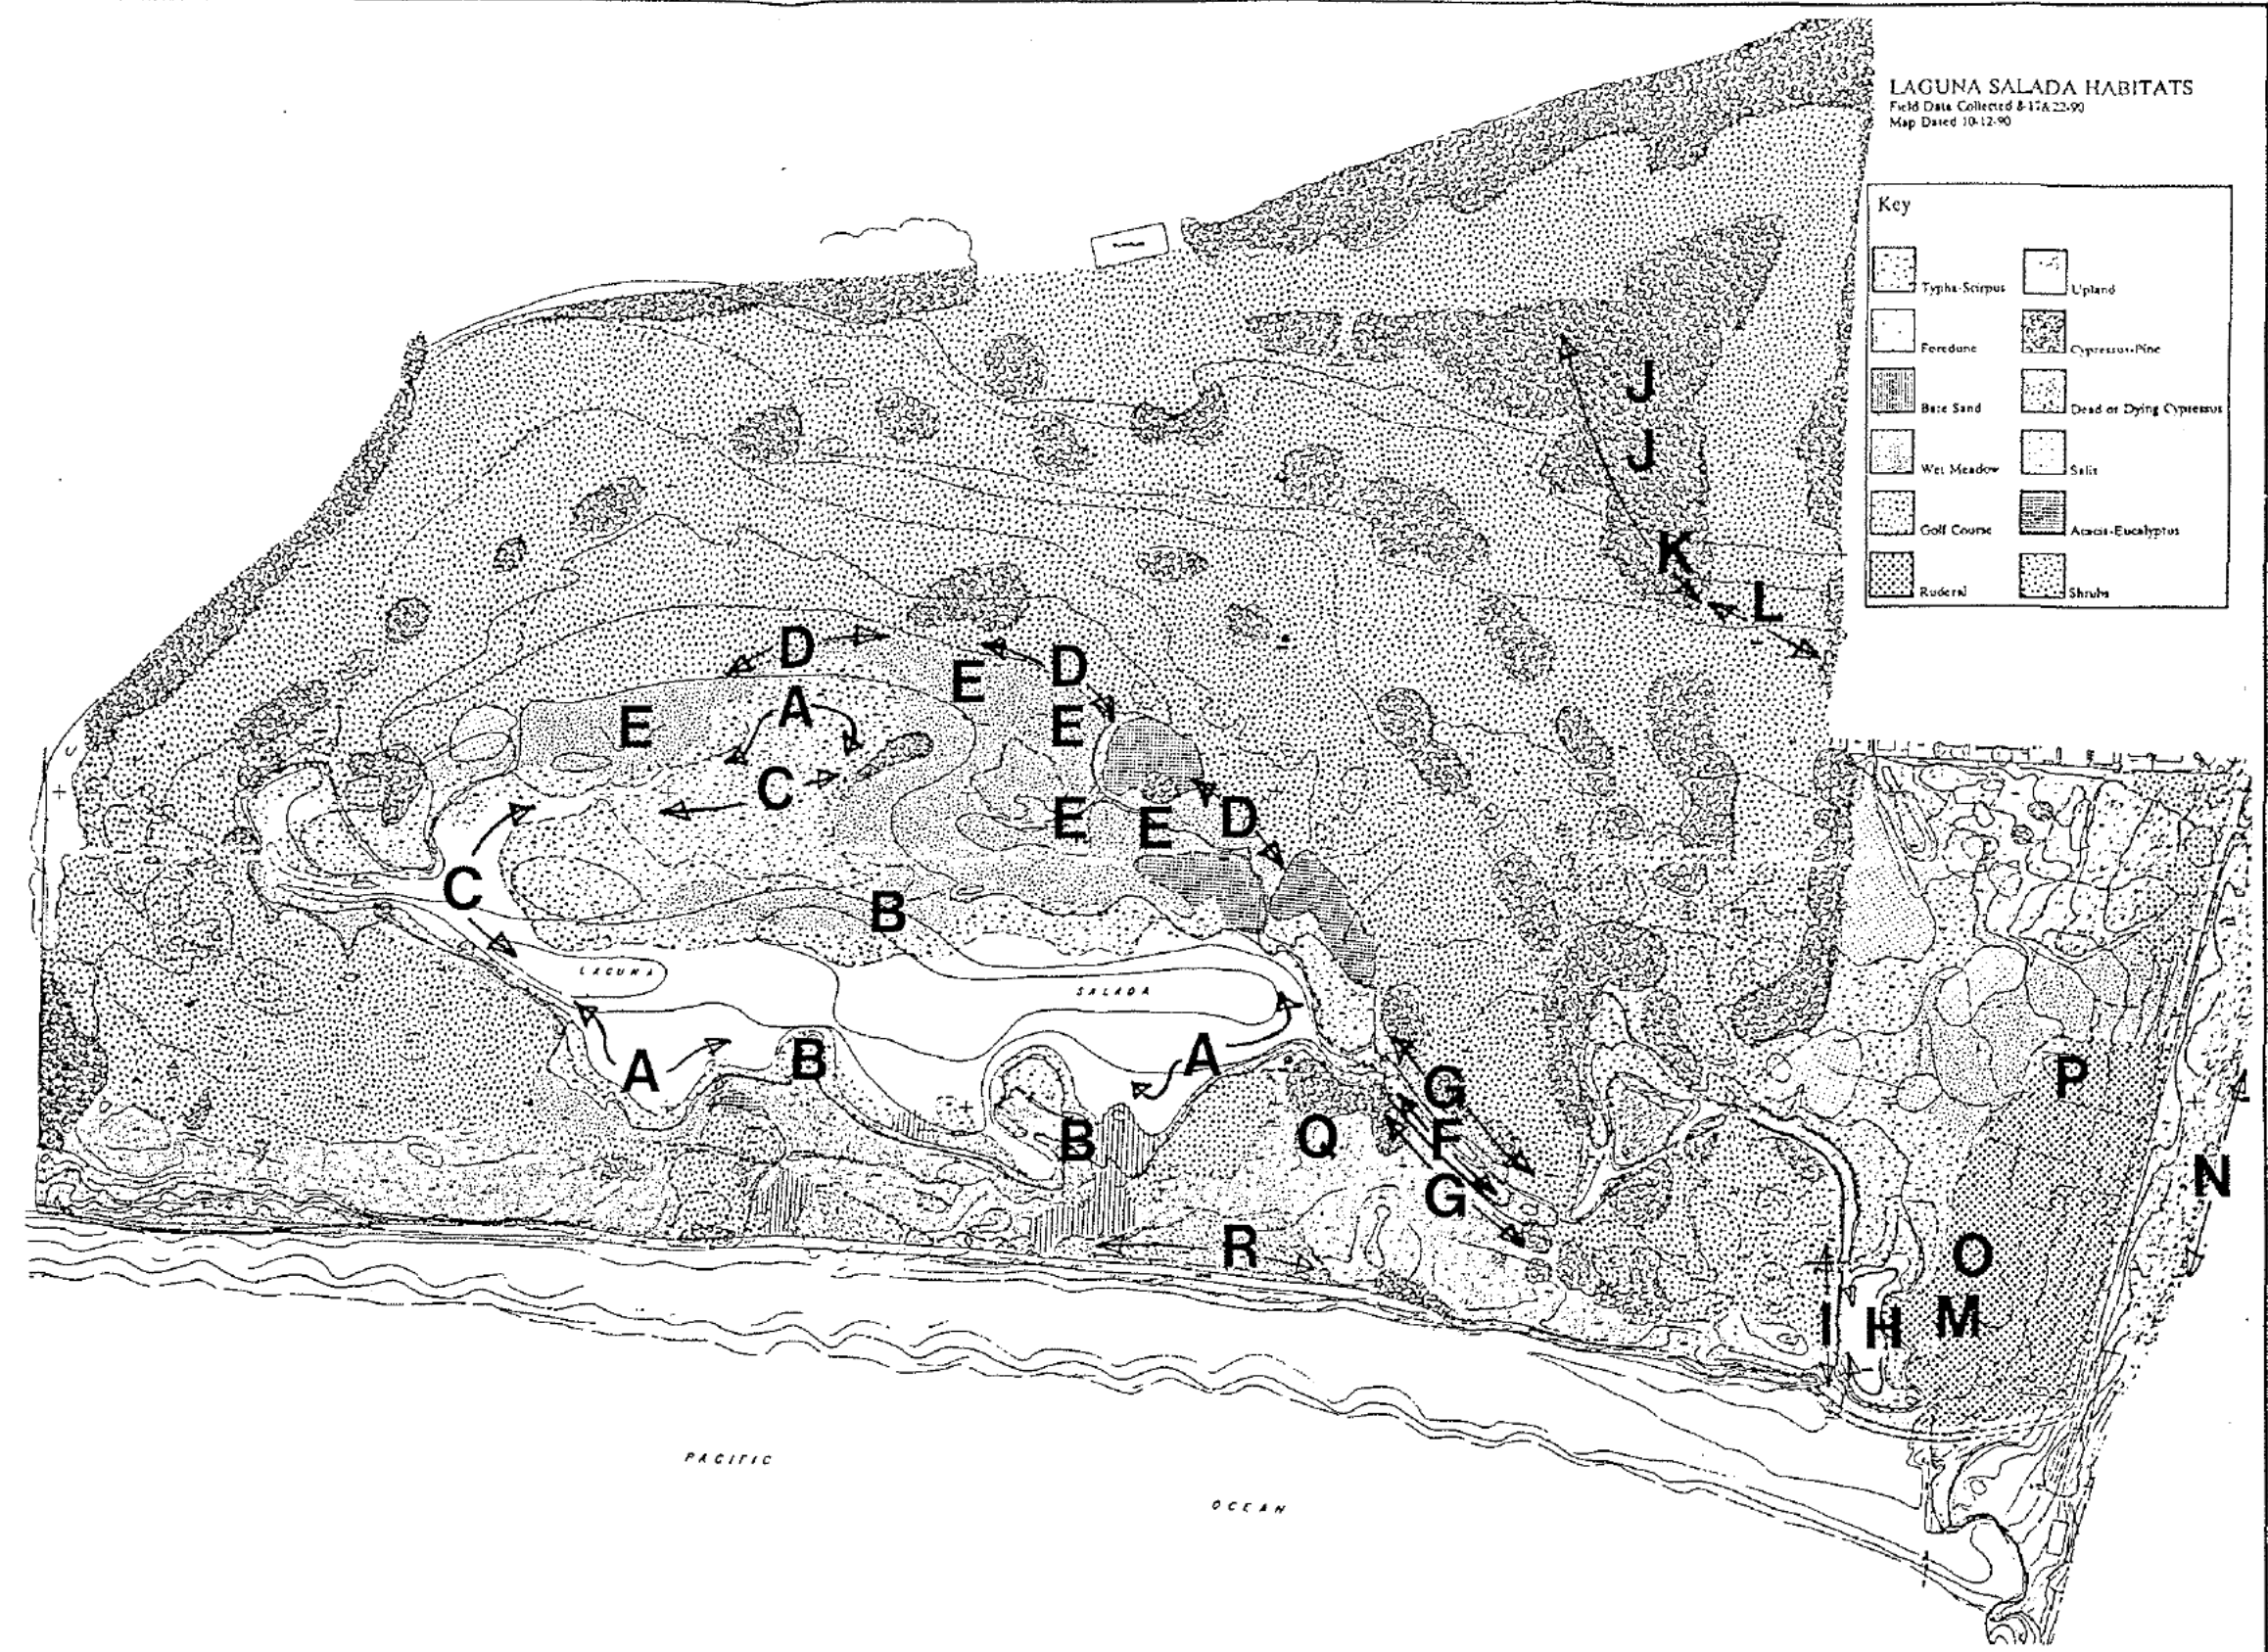 LAGUNA SALADA HABITATS
Field Data Collected 8-17&22-90
Map Dated 10-12-90
Key
Typha-Scirpus
Upland
Foredune
Cypressus-Pine
Bare Sand
Dead or Dying Cypressus
Wet Meadow
Salix
Golf Course
Acacia-Eucalyptus
Ruderal
Shrubs
J
J
K
L
D
D
E
A
E
E
C
E
E
D
C
B
LAGUNA
SALADA
A
B
A
G
P
B
Q
F
N
G
R
O
I
H
M
PACIFIC
OCEAN